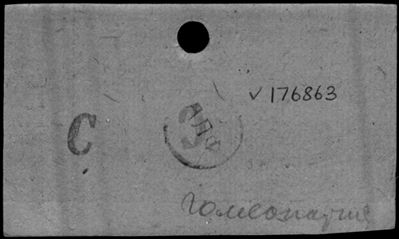 V 176863
С
гомеопатия